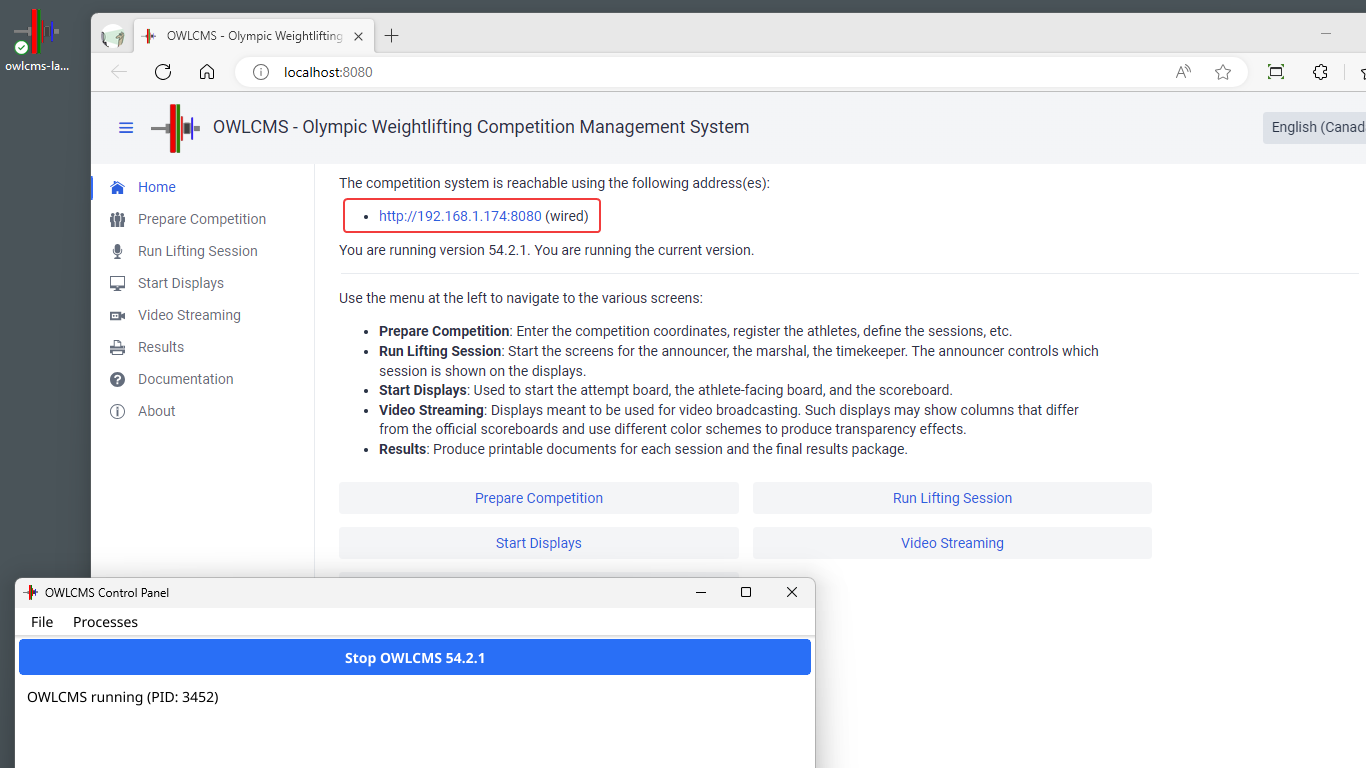 owlcms-la...
OWLCMS - Olympic Weightlifting
localhost:8080
OWLCMS - Olympic Weightlifting Competition Management System
English (Canad
Home
Prepare Competition
Run Lifting Session
Start Displays
Video Streaming
Results
Documentation
About
The competition system is reachable using the following address(es):
• http://192.168.1.174:8080 (wired)
You are running version 54.2.1. You are running the current version.
Use the menu at the left to navigate to the various screens:
• Prepare Competition: Enter the competition coordinates, register the athletes, define the sessions, etc.
• Run Lifting Session: Start the screens for the announcer, the marshal, the timekeeper. The announcer controls which
session is shown on the displays.
• Start Displays: Used to start the attempt board, the athlete-facing board, and the scoreboard.
• Video Streaming: Displays meant to be used for video broadcasting. Such displays may show columns that differ
from the official scoreboards and use different color schemes to produce transparency effects.
• Results: Produce printable documents for each session and the final results package.
Prepare Competition
Run Lifting Session
Start Displays
Video Streaming
OWLCMS Control Panel
File Processes
Stop OWLCMS 54.2.1
OWLCMS running (PID: 3452)